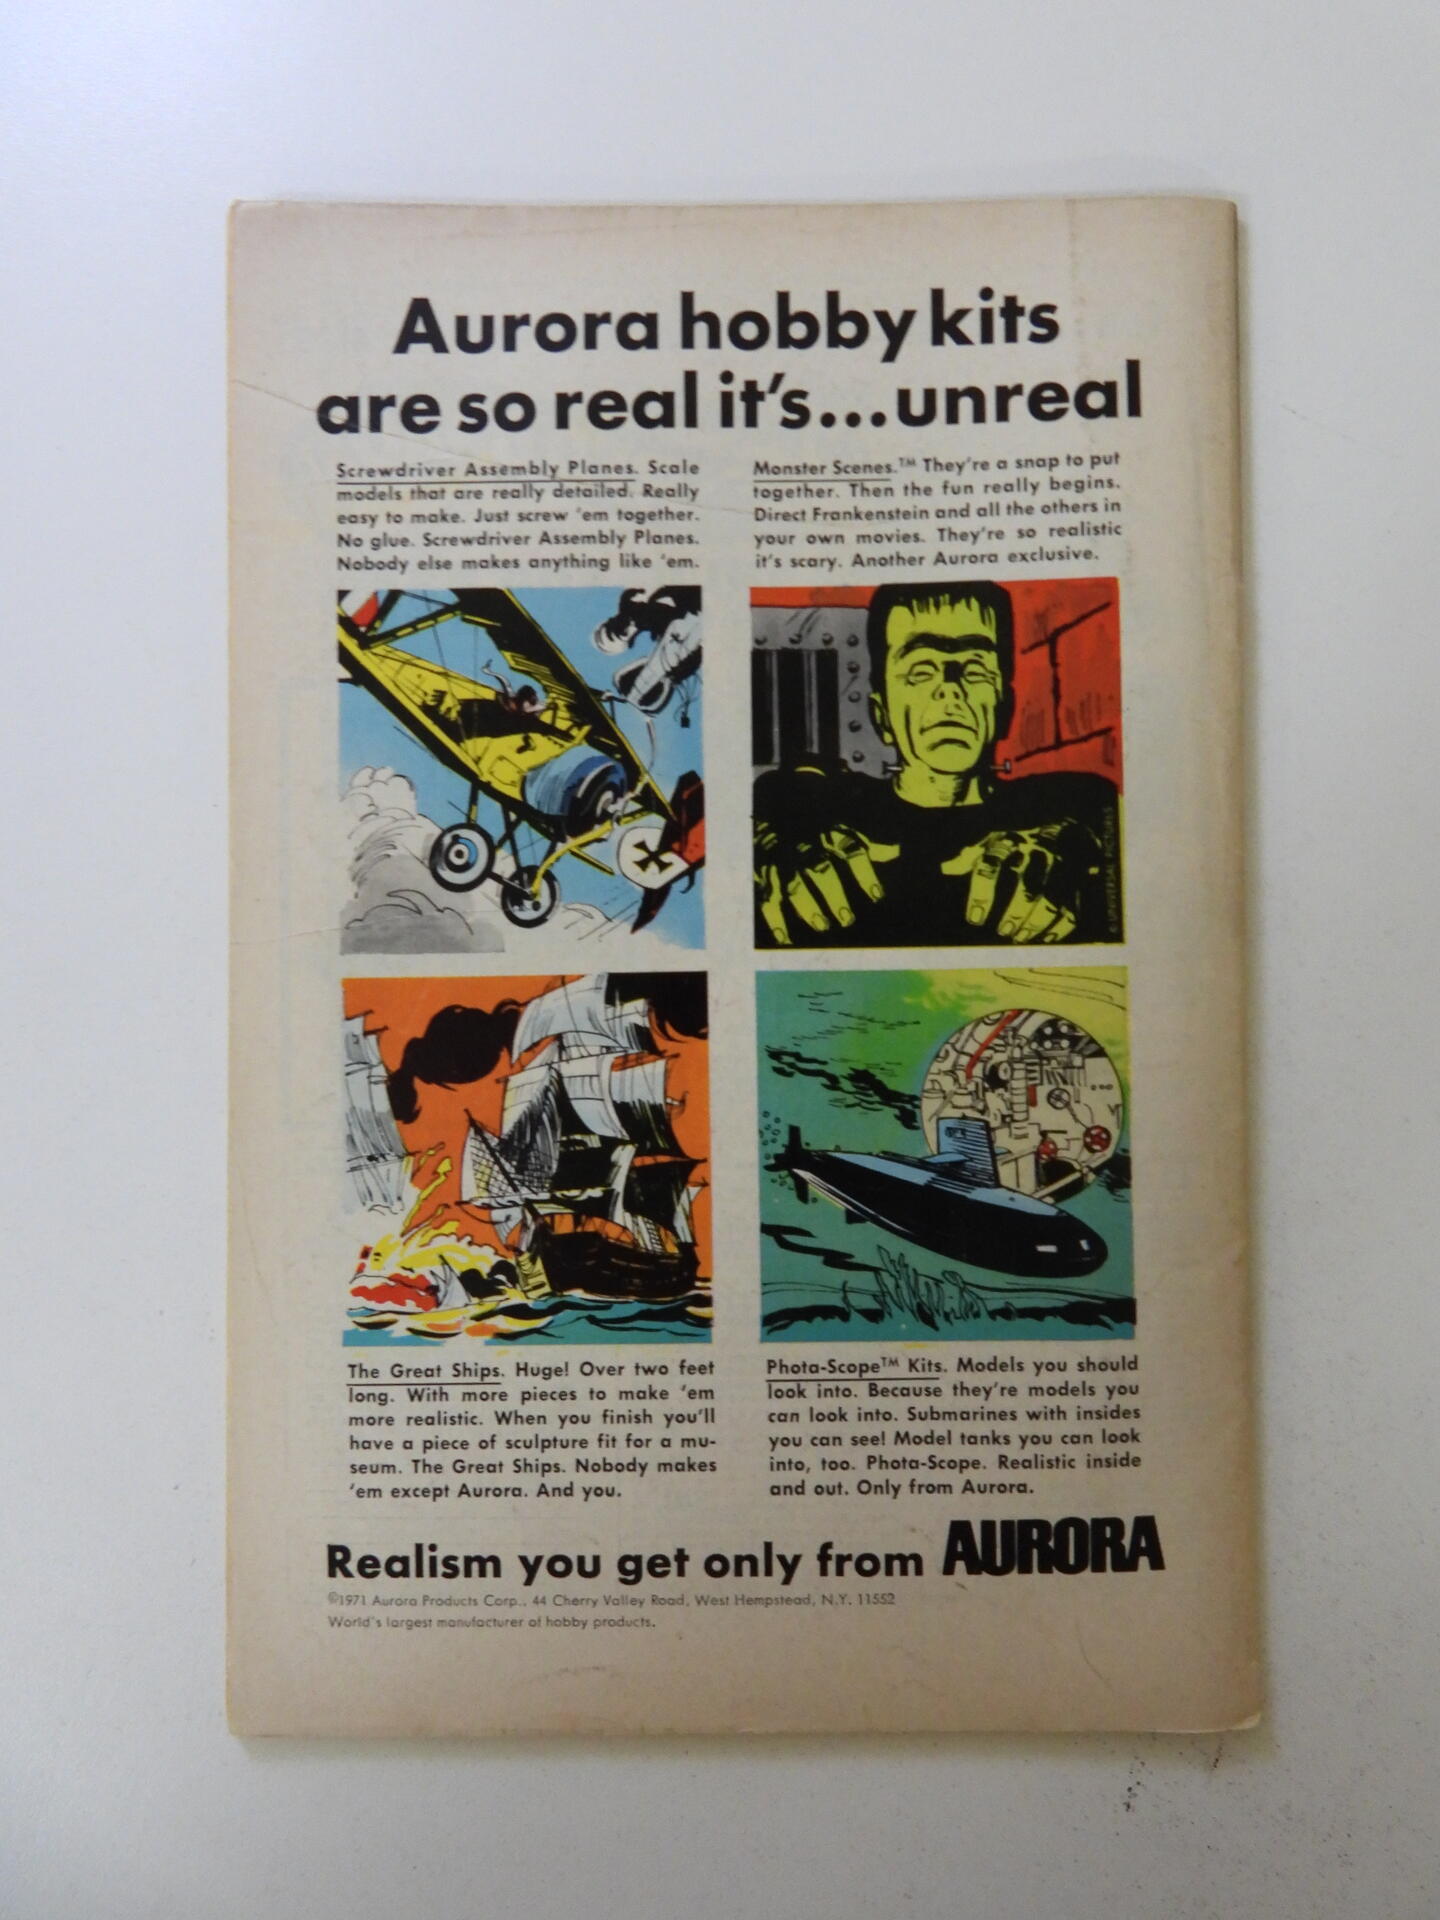 Aurora hobby kits
are so real it's...unreal
Screwdriver Assembly Planes. Scale
models that are really detailed. Really
easy to make. Just screw 'em together.
No glue. Screwdriver Assembly Planes.
Nobody else makes anything like 'em.
Monster Scenes.™ They're a snap to put
together. Then the fun really begins.
Direct Frankenstein and all the others in
your own movies. They're so realistic
it's scary. Another Aurora exclusive.
© UNIVERSAL PICTURES
The Great Ships. Huge! Over two feet
long. With more pieces to make 'em
more realistic. When you finish you'll
have a piece of sculpture fit for a mu-
seum. The Great Ships. Nobody makes
'em except Aurora. And you.
Phota-Scope™ Kits. Models you should
look into. Because they're models you
can look into. Submarines with insides
you can see! Model tanks you can look
into, too. Phota-Scope. Realistic inside
and out. Only from Aurora.
Realism you get only from AURORA
©1971 Aurora Products Corp., 44 Cherry Valley Road, West Hempstead, N.Y. 11552
World's largest manufacturer of hobby products.